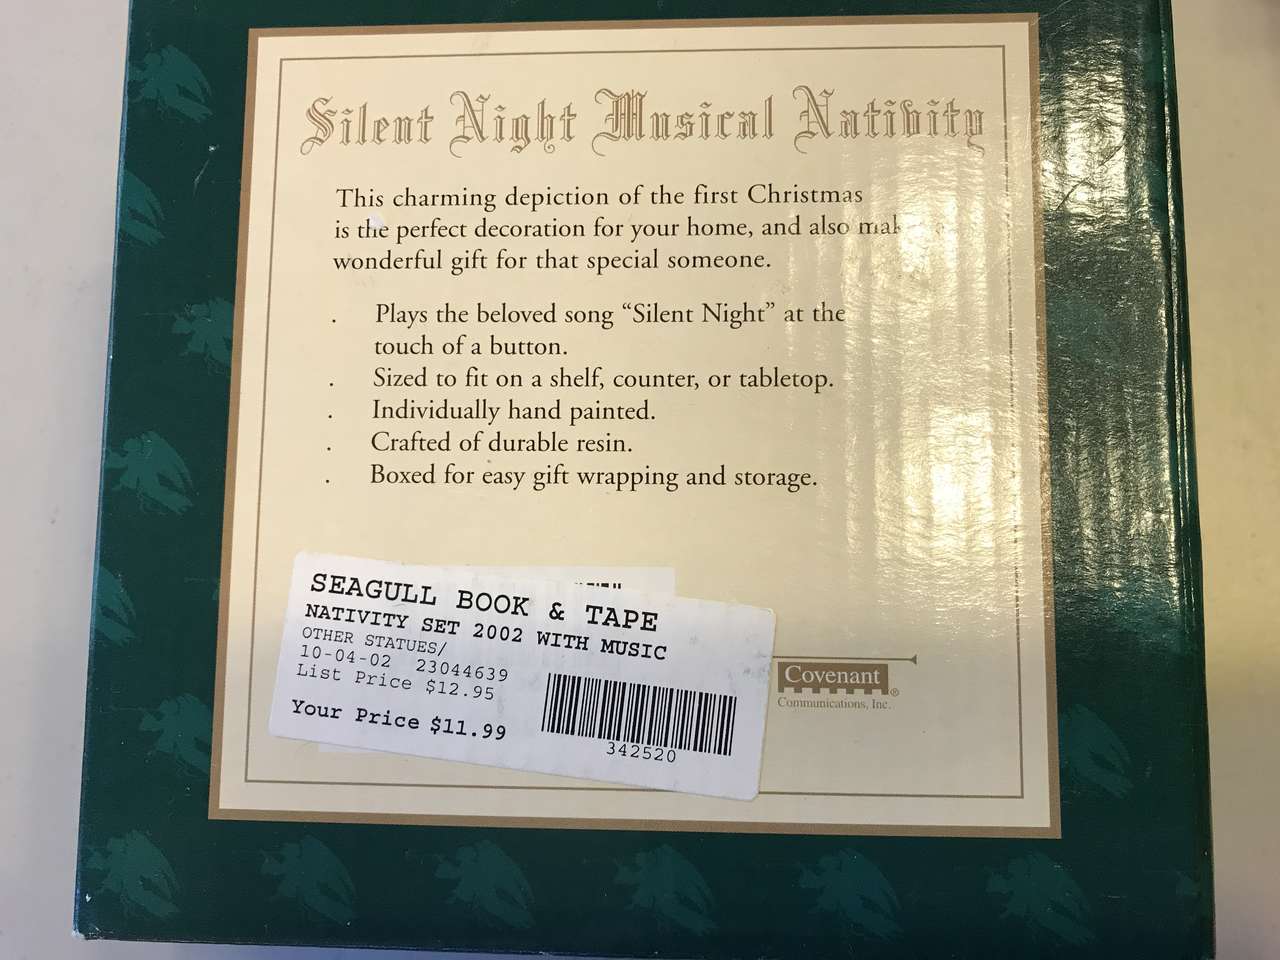 Silent Night Musical Nativity
This charming depiction of the first Christmas
is the perfect decoration for your home, and also
wonderful gift for that special someone.
. Plays the beloved song “Silent Night” at the
touch of a button.
. Sized to fit on a shelf, counter, or tabletop.
. Individually hand painted.
. Crafted of durable resin.
. Boxed for easy gift wrapping and storage.
SEAGULL BOOK & TAPE
NATIVITY SET 2002 WITH MUSIC
OTHER STATUES/
10-04-02 23044639
List Price $12.95
Your Price $11.99
342520
Covenant®
Communications, Inc.